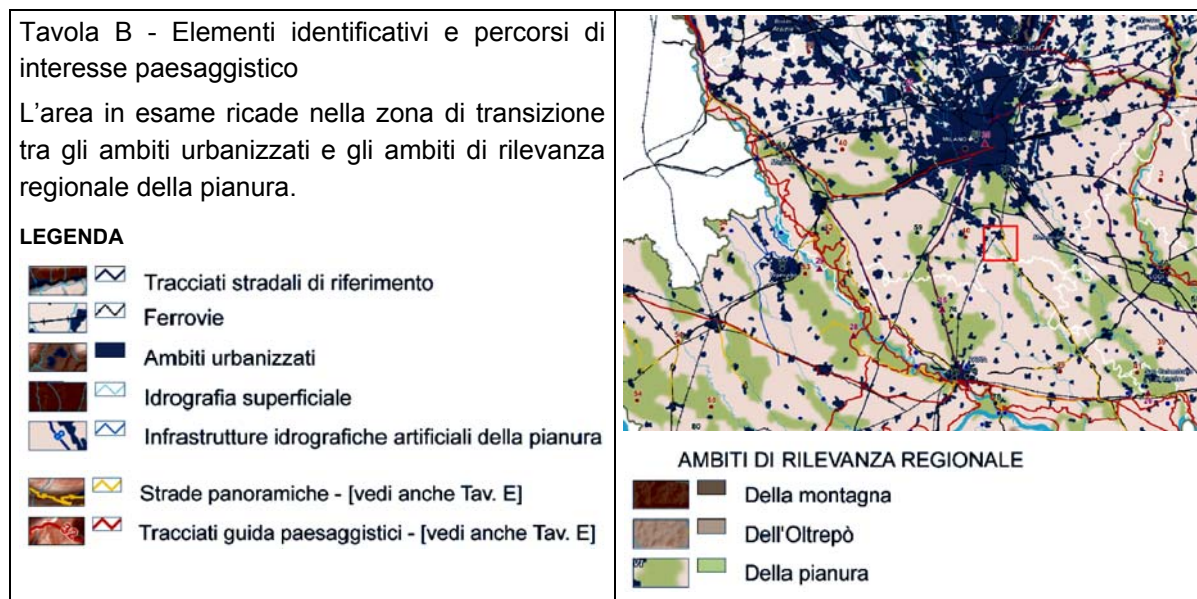 Tavola B - Elementi identificativi e percorsi di
interesse paesaggistico
L'area in esame ricade nella zona di transizione
tra gli ambiti urbanizzati e gli ambiti di rilevanza
regionale della pianura.
LEGENDA
Tracciati stradali di riferimento
Ferrovie
Ambiti urbanizzati
Idrografia superficiale
Infrastrutture idrografiche artificiali della pianura
Strade panoramiche - [vedi anche Tav. E]
Tracciati guida paesaggistici - [vedi anche Tav. E]
MILANO
AMBITI DI RILEVANZA REGIONALE
Della montagna
Dell'Oltrepò
Della pianura